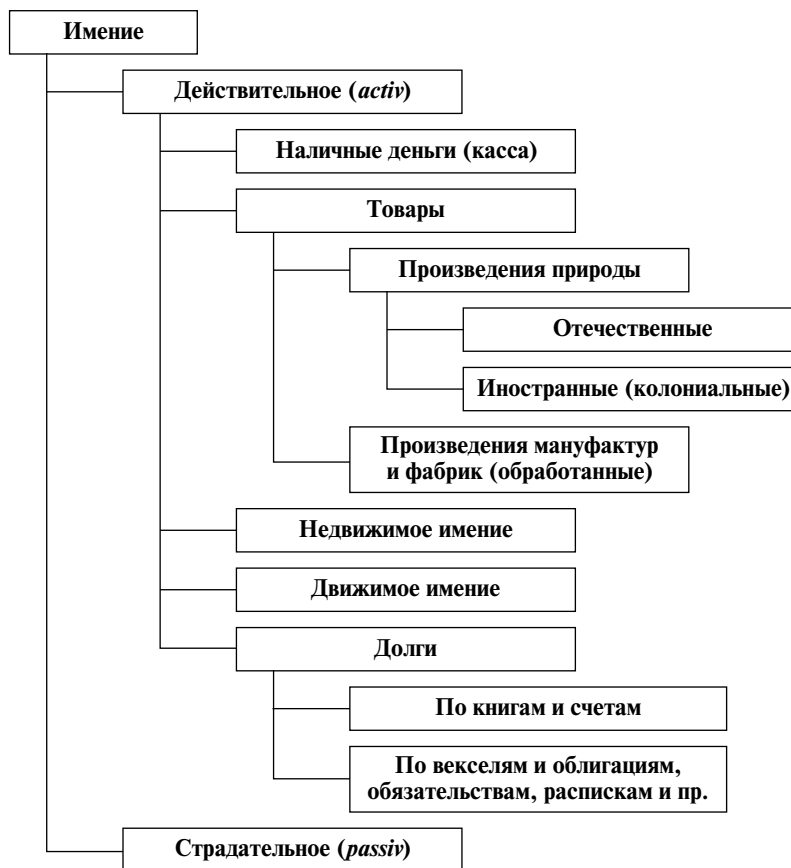 Имение
Действительное (activ)
Наличные деньги (касса)
Товары
Произведения природы
Отечественные
Иностранные (колониальные)
Произведения мануфактур
и фабрик (обработанные)
Недвижимое имение
Движимое имение
Долги
По книгам и счетам
По векселям и облигациям,
обязательствам, распискам и пр.
Страдательное (passiv)